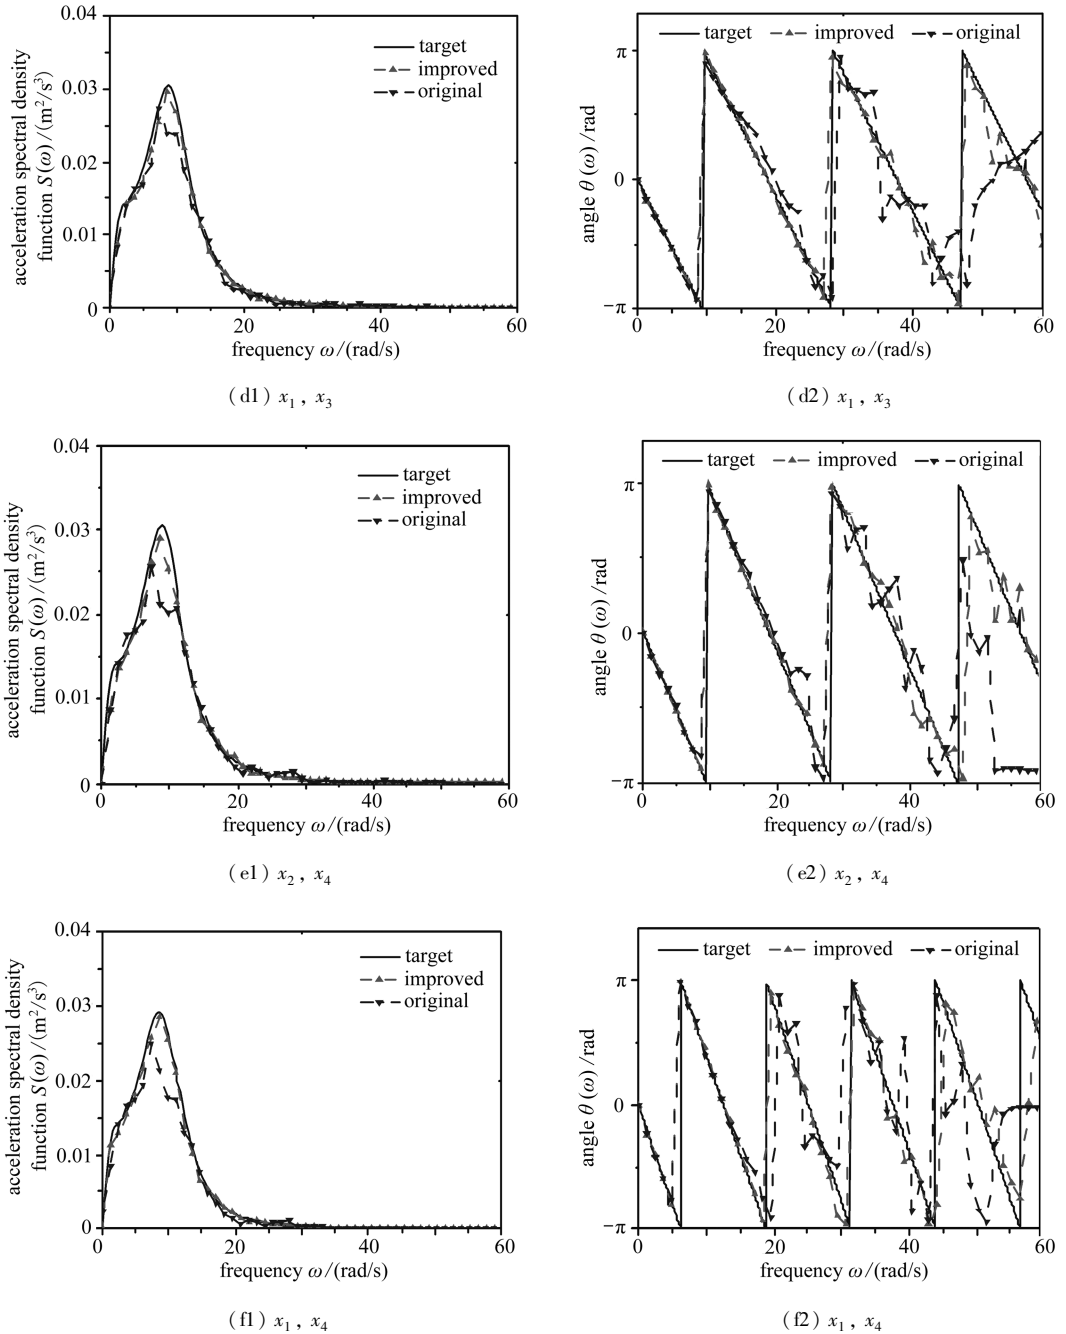 0.04
0.03
0.02
0.01
0
0
20
40
60
target
improved
original
acceleration spectral density
function S(ω)/(m²/s³)
frequency ω/(rad/s)
(d1) x₁, x₃
π
0
−π
0
10
20
30
40
60
target
improved
original
angle θ(ω)/rad
frequency ω/(rad/s)
(d2) x₁, x₃
0.04
0.03
0.02
0.01
0
0
20
40
60
target
improved
original
acceleration spectral density
function S(ω)/(m²/s³)
frequency ω/(rad/s)
(e1) x₂, x₄
π
0
−π
0
10
20
30
40
60
target
improved
original
angle θ(ω)/rad
frequency ω/(rad/s)
(e2) x₂, x₄
0.04
0.03
0.02
0.01
0
0
20
40
60
target
improved
original
acceleration spectral density
function S(ω)/(m²/s³)
frequency ω/(rad/s)
(f1) x₁, x₄
π
0
−π
0
10
20
30
40
60
target
improved
original
angle θ(ω)/rad
frequency ω/(rad/s)
(f2) x₁, x₄